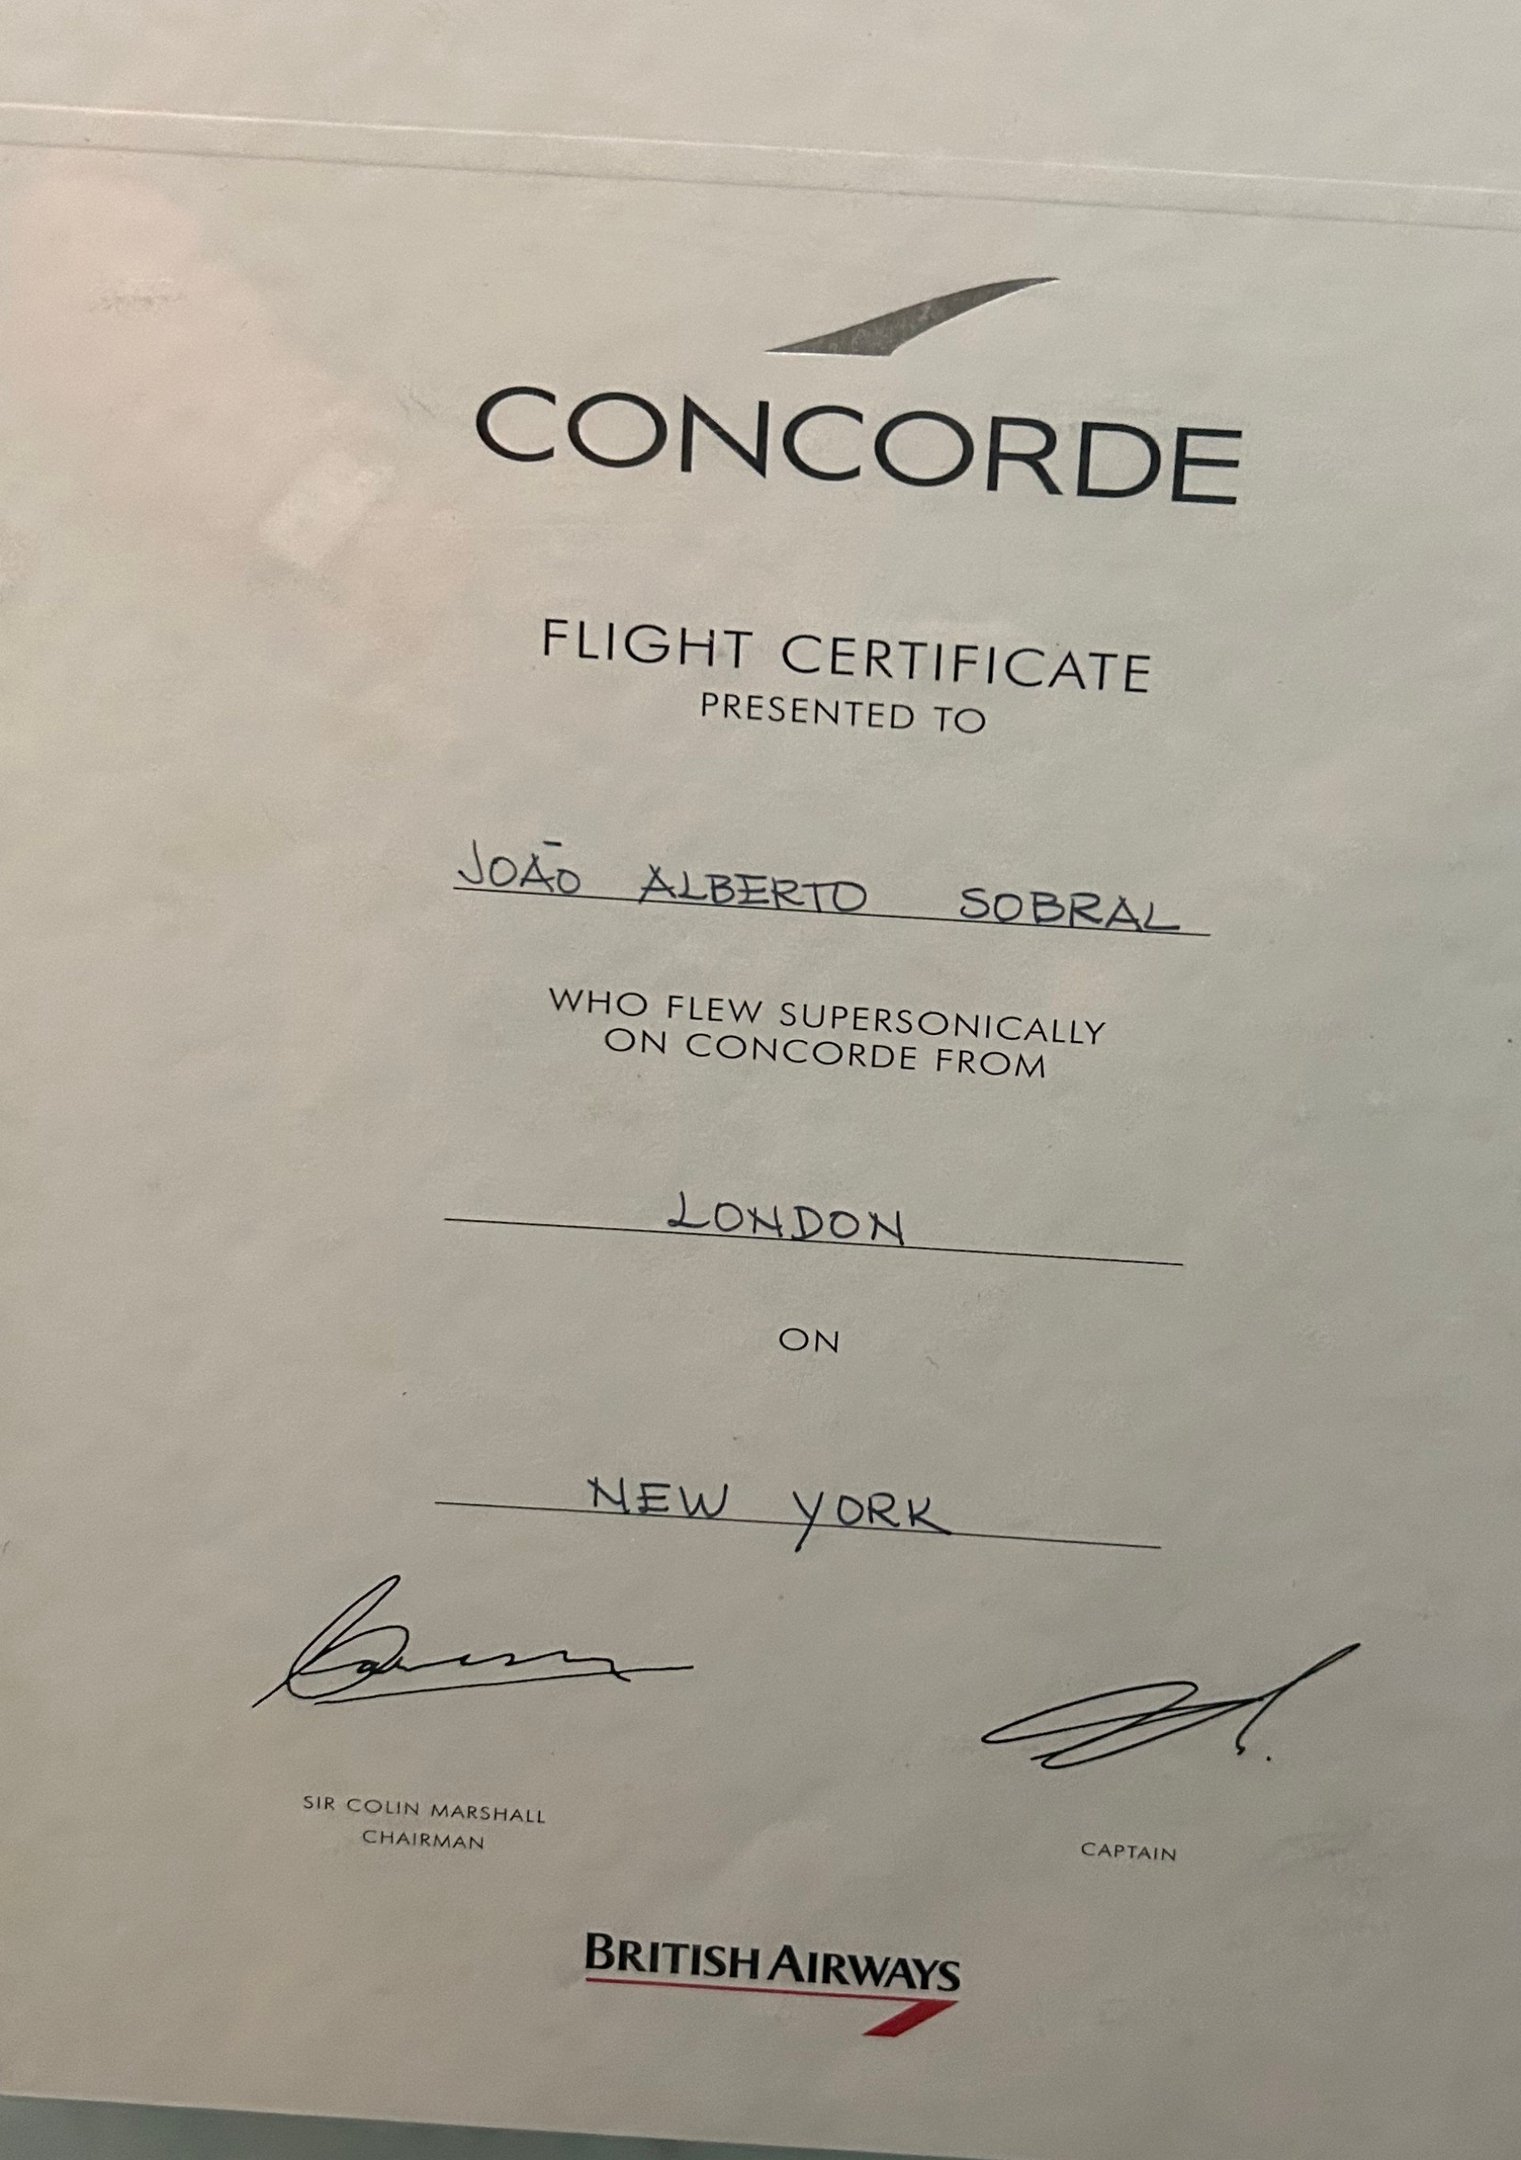 CONCORDE
FLIGHT CERTIFICATE
PRESENTED TO
JOÃO ALBERTO SOBRAL
WHO FLEW SUPERSONICALLY
ON CONCORDE FROM
LONDON
ON
NEW YORK
SIR COLIN MARSHALL
CHAIRMAN
CAPTAIN
BRITISH AIRWAYS